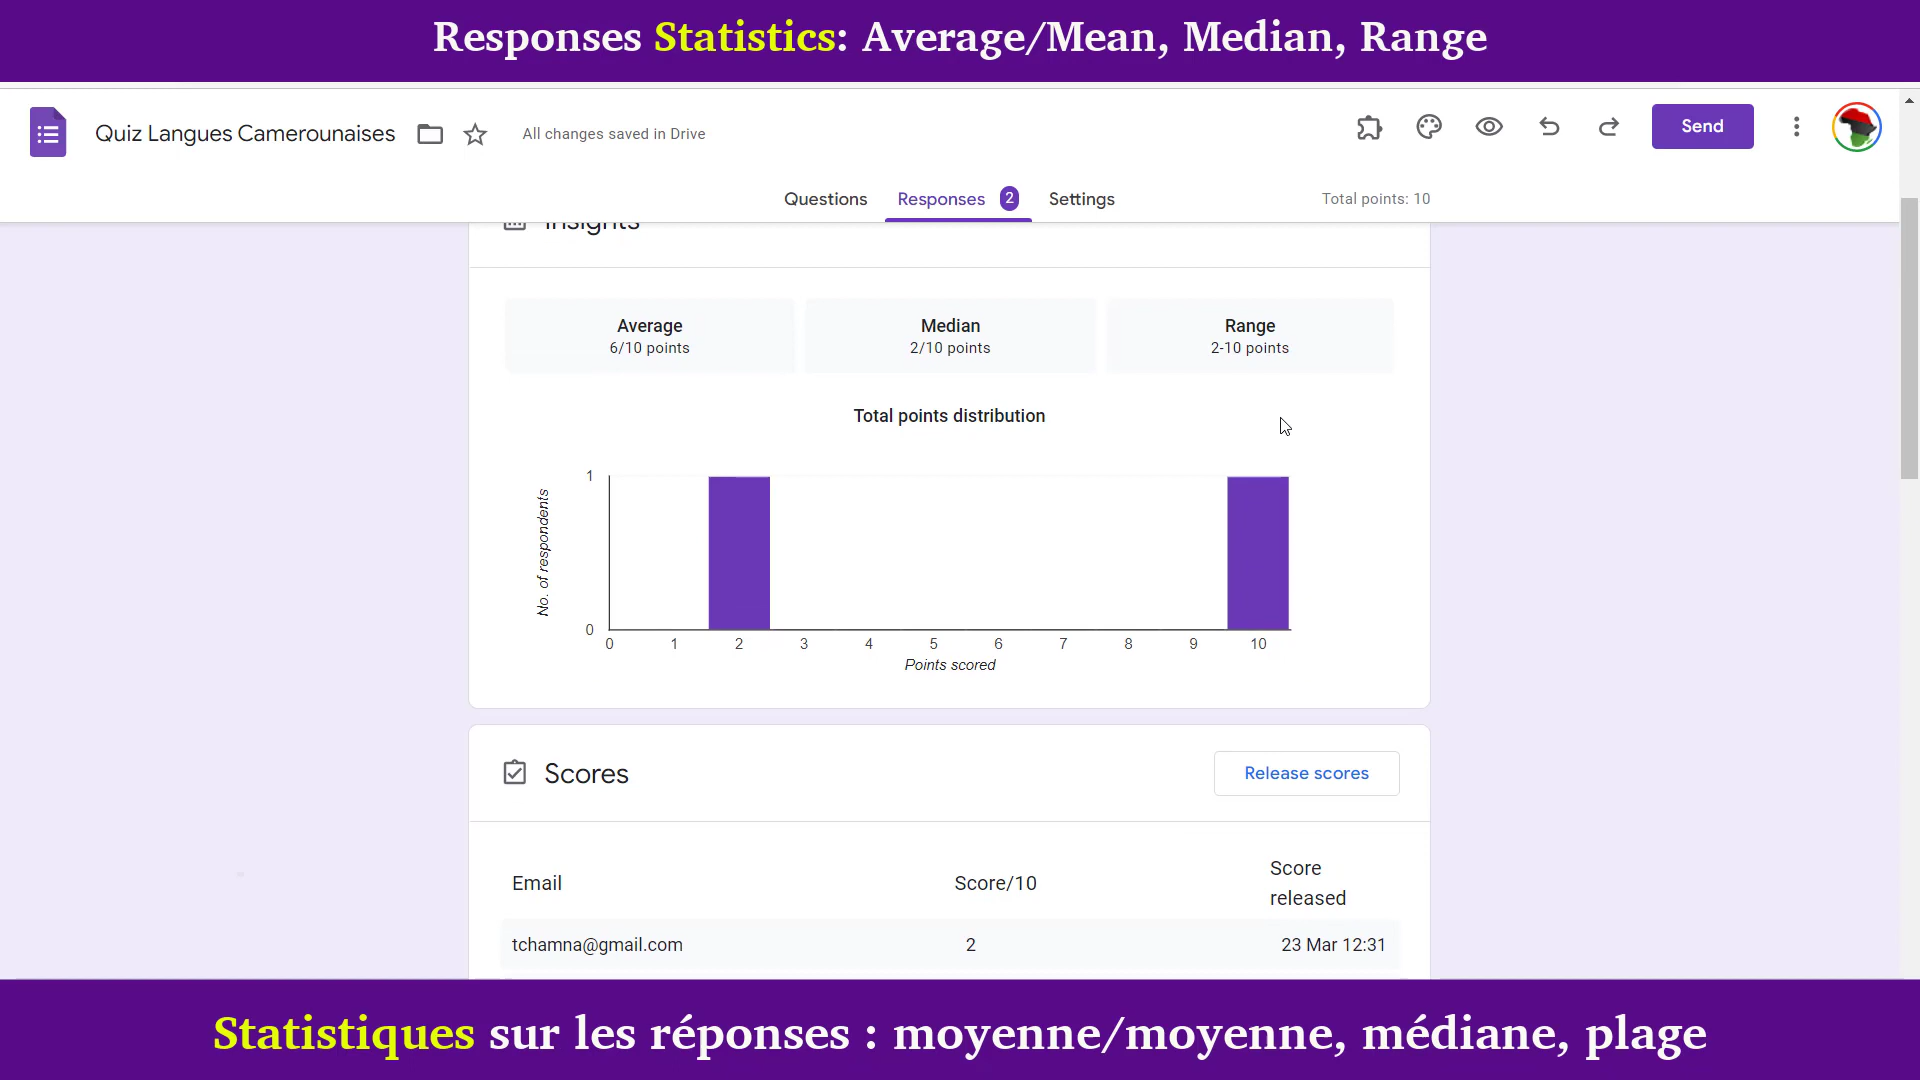 Responses Statistics: Average/Mean, Median, Range
Quiz Langues Camerounaises
All changes saved in Drive
Send
Questions
Responses 2
Settings
Total points: 10
Insights
Average
6/10 points
Median
2/10 points
Range
2-10 points
Total points distribution
No. of respondents
1
0
0 1 2 3 4 5 6 7 8 9 10
Points scored
Scores
Release scores
Email
Score/10
Score
released
tchamna@gmail.com
2
23 Mar 12:31
Statistiques sur les réponses : moyenne/moyenne, médiane, plage